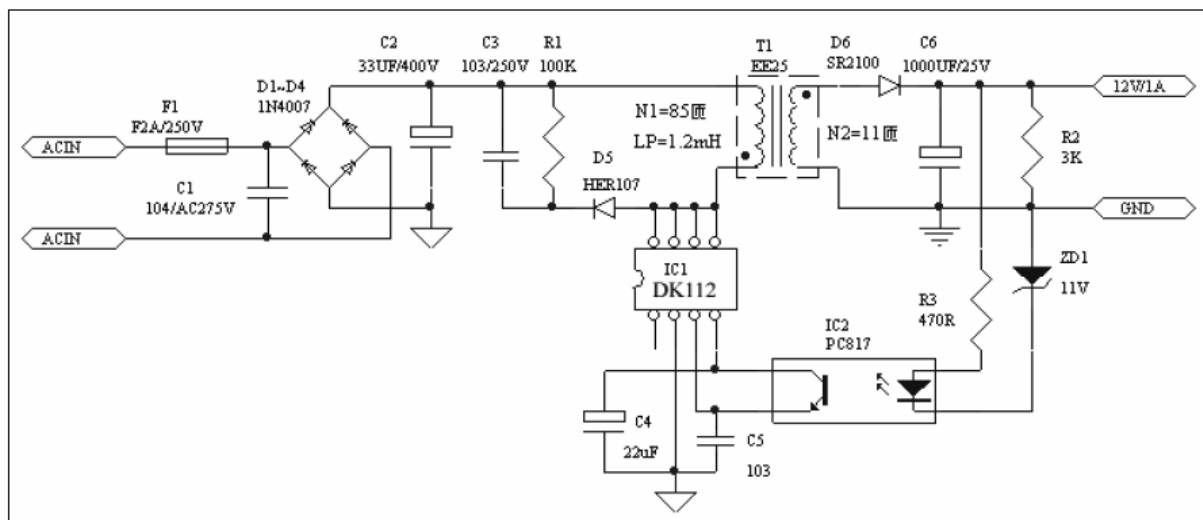 C2
33UF/400V
C3
103/250V
R1
100K
T1
EE25
D6
SR2100
C6
1000UF/25V
D1~D4
1N4007
F1
F2A/250V
12W1A
N1=85匝
N2=11匝
LP=1.2mH
R2
3K
ACIN
C1
104/AC275V
D5
HER107
ACIN
GND
IC1
DK112
ZD1
11V
R3
470R
IC2
PC817
C4
22uF
C5
103